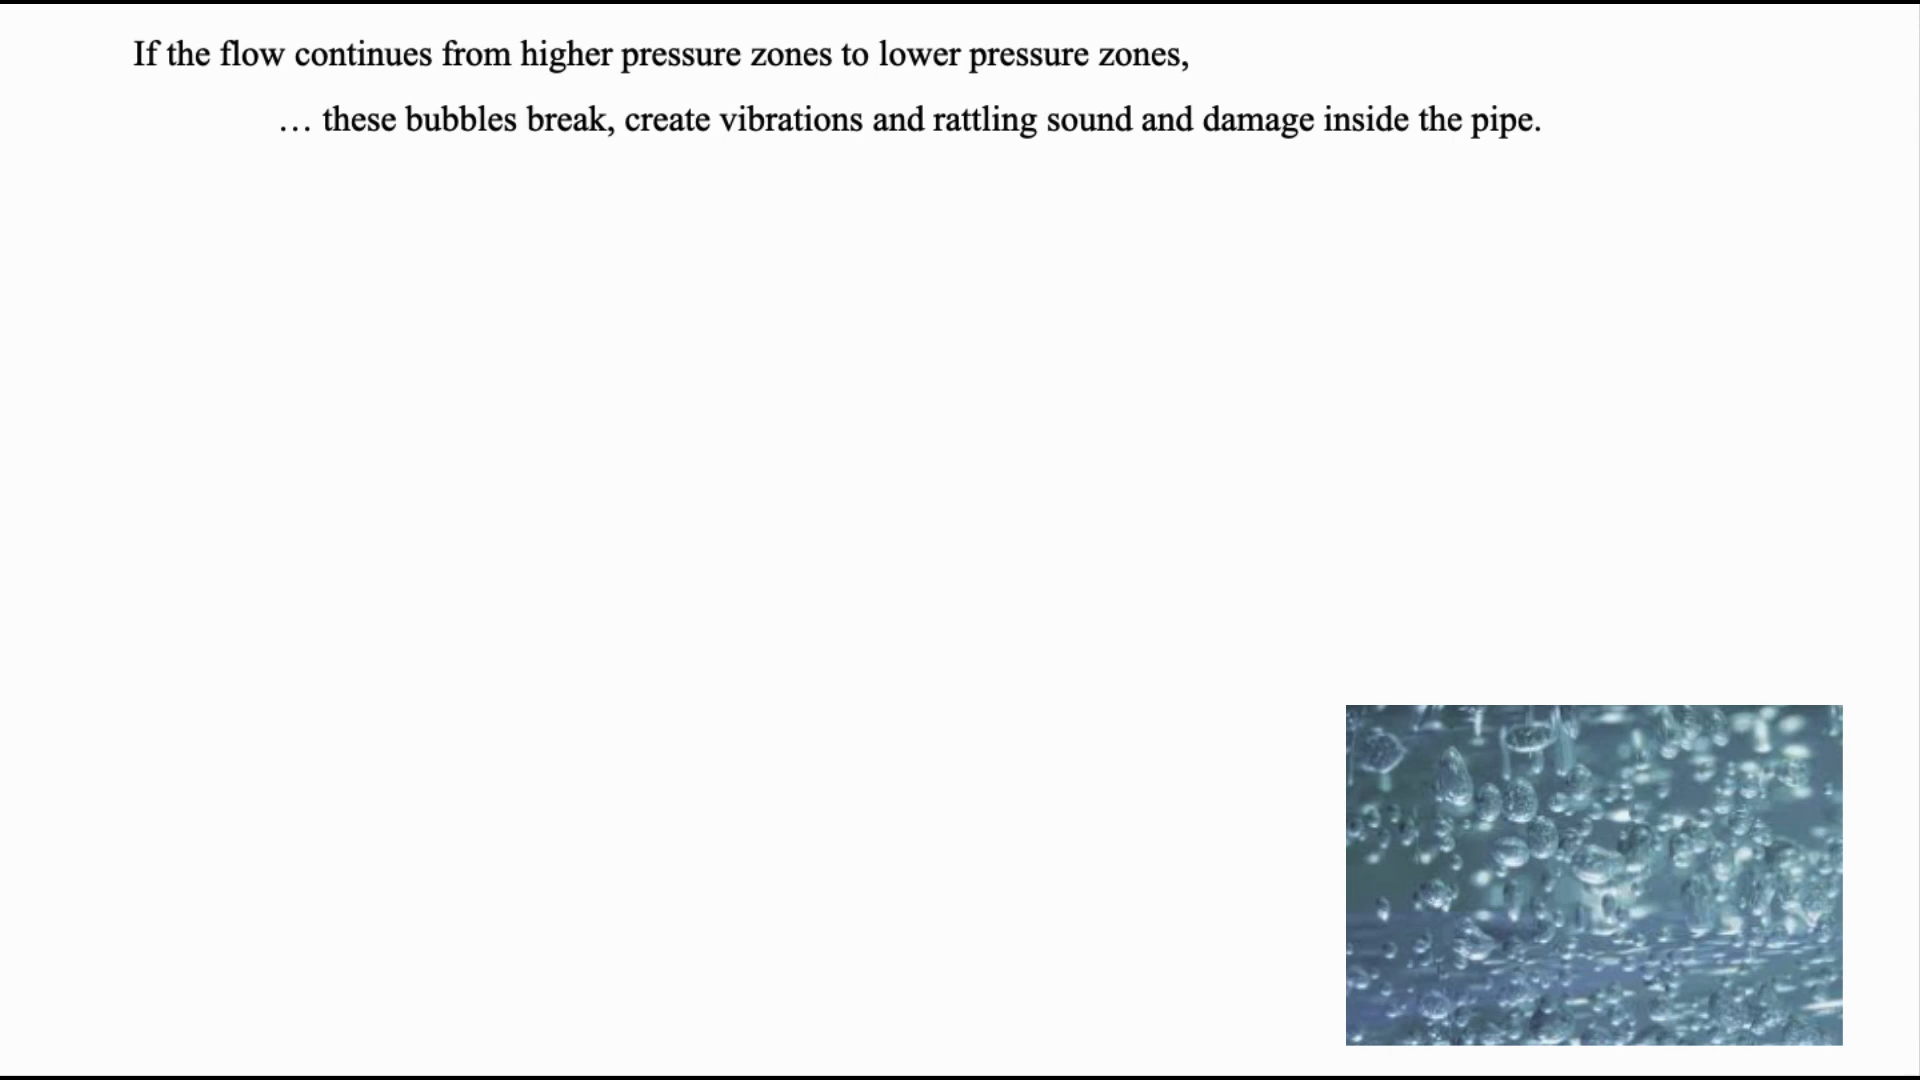 If the flow continues from higher pressure zones to lower pressure zones,
… these bubbles break, create vibrations and rattling sound and damage inside the pipe.